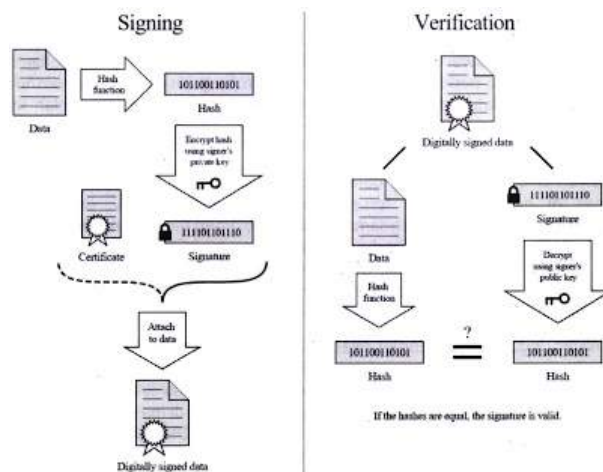 Signing
Data
Hash
function
101100110101
Hash
Encrypt hash
using signer's
private key
Certificate
111101101110
Signature
Attach
to data
Digitally signed data
Verification
Digitally signed data
Data
111101101110
Signature
Hash
function
Decrypt
using signer's
public key
?
101100110101
=
101100110101
Hash
Hash
If the hashes are equal, the signature is valid.